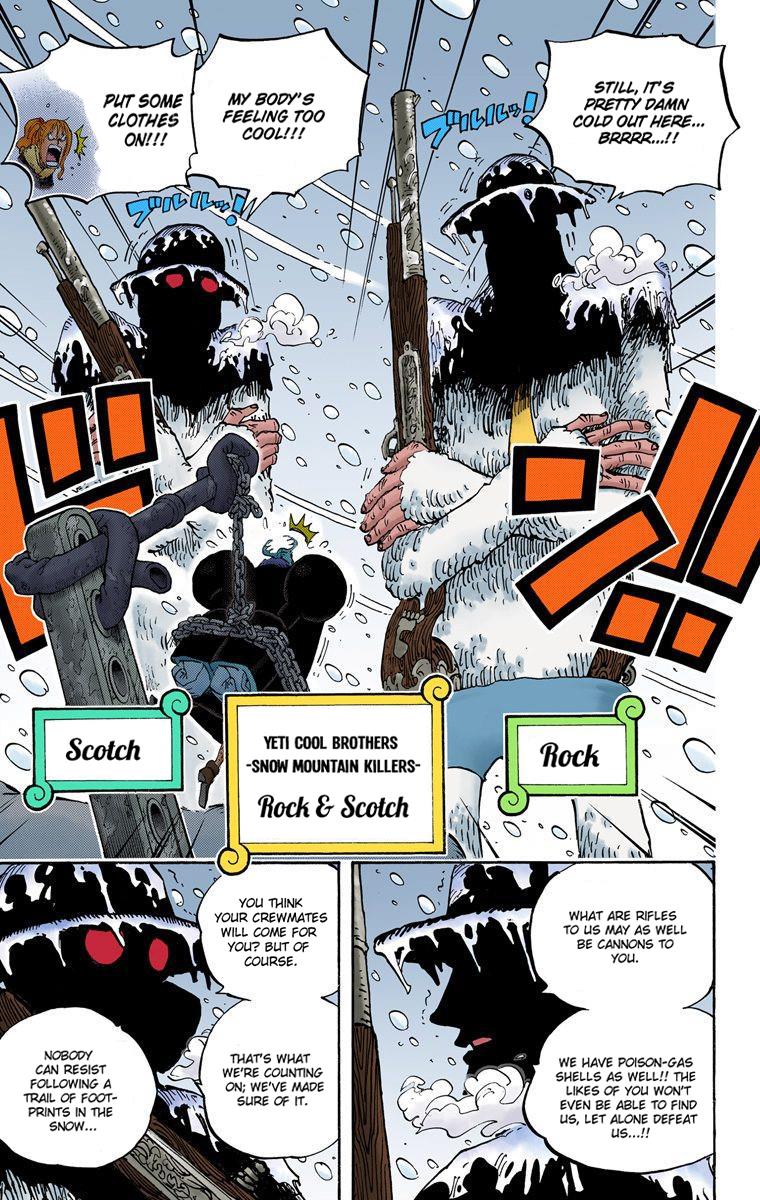 STILL, IT'S
PRETTY DAMN
COLD OUT HERE...
BRRRR...!!
MY BODY'S
FEELING TOO
COOL!!!
PUT SOME
CLOTHES
ON!!!
ブルルルッ!
ブルルルッ!
ドン!!
Rock
YETI COOL BROTHERS
-SNOW MOUNTAIN KILLERS-
Rock & Scotch
Scotch
WHAT ARE RIFLES
TO US MAY AS WELL
BE CANNONS TO
YOU.
WE HAVE POISON-GAS
SHELLS AS WELL!! THE
LIKES OF YOU WON'T
EVEN BE ABLE TO FIND
US, LET ALONE DEFEAT
US...!!
YOU THINK
YOUR CREWMATES
WILL COME FOR
YOU? BUT OF
COURSE.
THAT'S WHAT
WE'RE COUNTING
ON; WE'VE MADE
SURE OF IT.
NOBODY
CAN RESIST
FOLLOWING A
TRAIL OF FOOT-
PRINTS IN THE
SNOW...